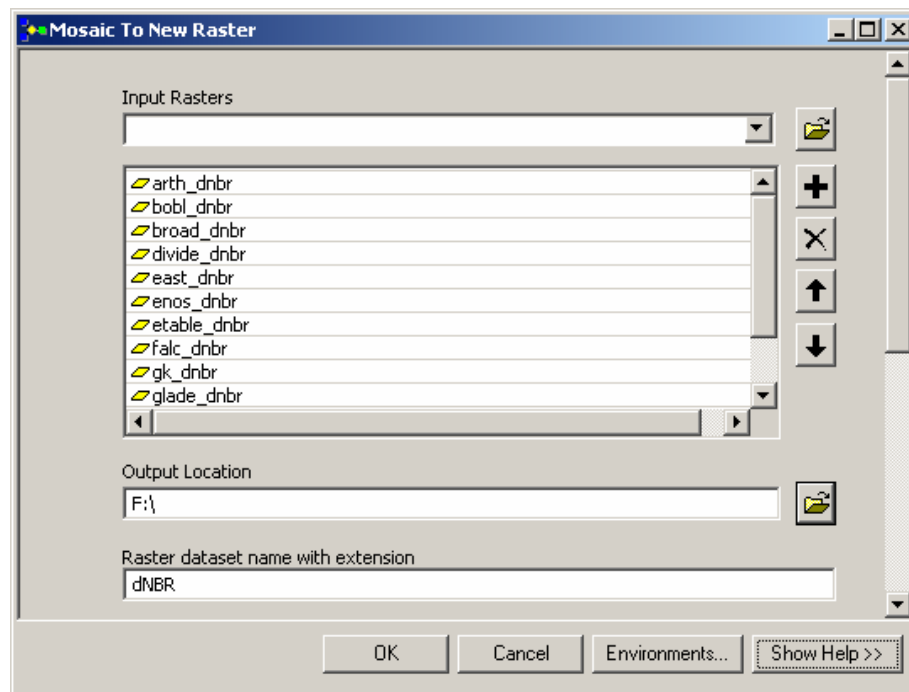 Mosaic To New Raster
Input Rasters
arth_dnbr
bobl_dnbr
broad_dnbr
divide_dnbr
east_dnbr
enos_dnbr
etable_dnbr
falc_dnbr
gk_dnbr
glade_dnbr
Output Location
F:\
Raster dataset name with extension
dNBR
OK Cancel Environments... Show Help >>